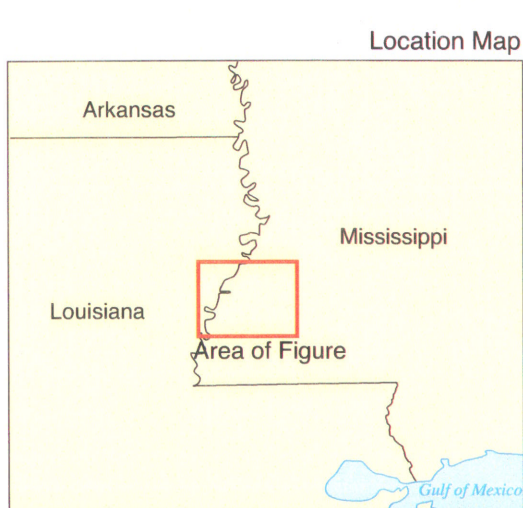 Location Map
Arkansas
Mississippi
Louisiana
Area of Figure
Gulf of Mexico